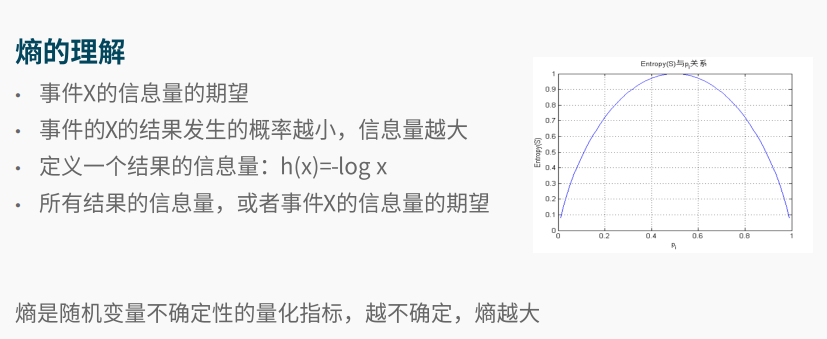 熵的理解
• 事件X的信息量的期望
• 事件的X的结果发生的概率越小，信息量越大
• 定义一个结果的信息量：h(x)=-log x
• 所有结果的信息量，或者事件X的信息量的期望
Entropy(S)与pi关系
Entropy(S)
1
0.9
0.8
0.7
0.6
0.5
0.4
0.3
0.2
0.1
0
0 0.2 0.4 0.6 0.8 1
pi
熵是随机变量不确定性的量化指标，越不确定，熵越大